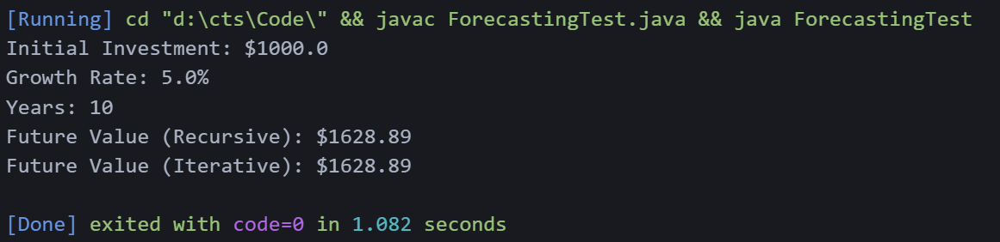 [Running] cd "d:\cts\Code\" && javac ForecastingTest.java && java ForecastingTest
Initial Investment: $1000.0
Growth Rate: 5.0%
Years: 10
Future Value (Recursive): $1628.89
Future Value (Iterative): $1628.89
[Done] exited with code=0 in 1.082 seconds